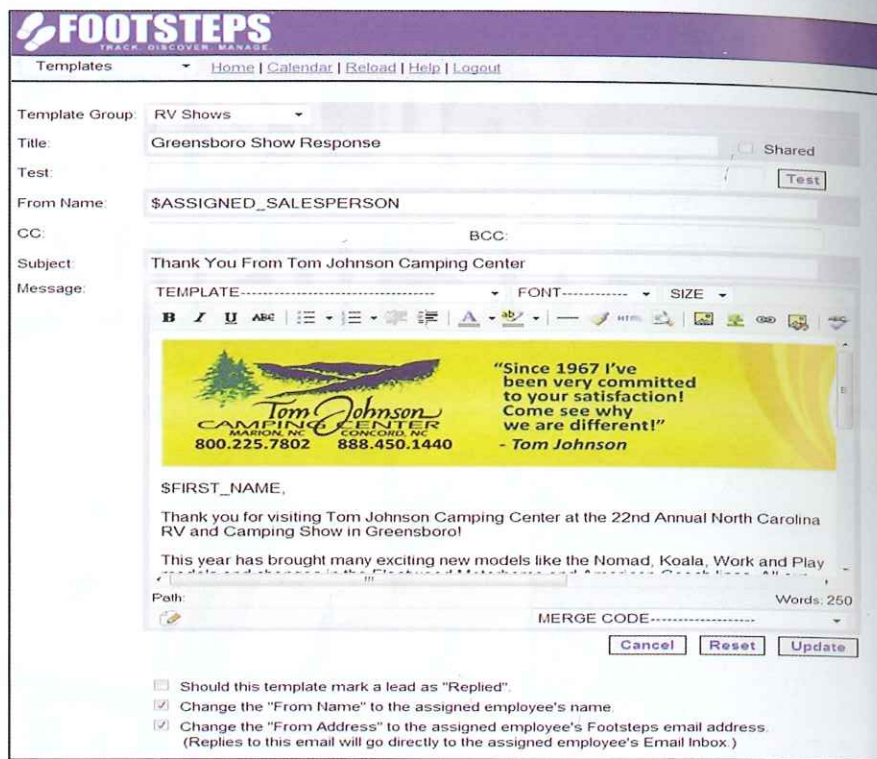 FOOTSTEPS
TRACK. DISCOVER. MANAGE.
Templates Home | Calendar | Reload | Help | Logout
Template Group: RV Shows
Title: Greensboro Show Response Shared
Test: Test
From Name: $ASSIGNED_SALESPERSON
CC: BCC:
Subject: Thank You From Tom Johnson Camping Center
Message: TEMPLATE---------------------------------- FONT------------ SIZE
B I U ABC A ab HTML
"Since 1967 I've
been very committed
to your satisfaction!
Come see why
we are different!"
- Tom Johnson
Tom Johnson
CAMPING CENTER
MARION, NC CONCORD, NC
800.225.7802 888.450.1440
$FIRST_NAME,
Thank you for visiting Tom Johnson Camping Center at the 22nd Annual North Carolina
RV and Camping Show in Greensboro!
This year has brought many exciting new models like the Nomad, Koala, Work and Play
Path: Words: 250
MERGE CODE-------------------
Cancel Reset Update
Should this template mark a lead as "Replied".
Change the "From Name" to the assigned employee's name.
Change the "From Address" to the assigned employee's Footsteps email address.
(Replies to this email will go directly to the assigned employee's Email Inbox.)